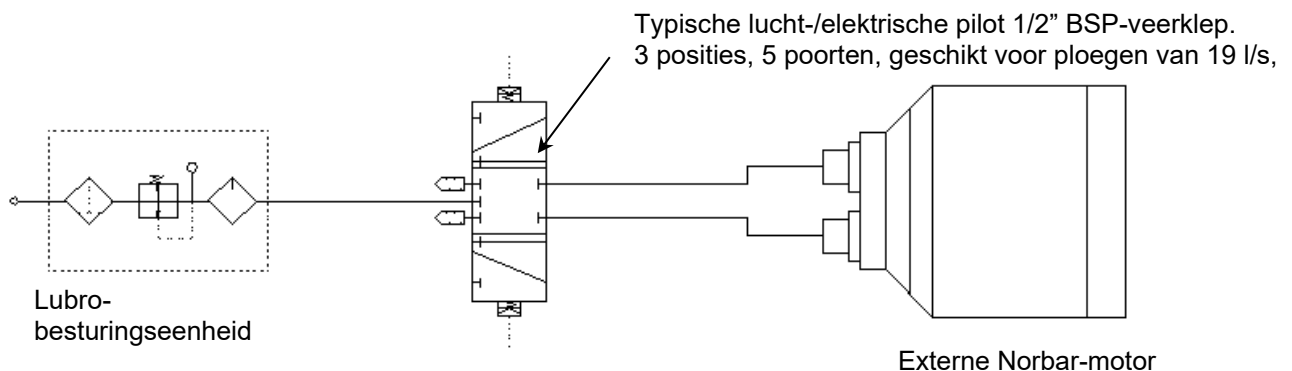 Typische lucht-/elektrische pilot 1/2” BSP-veerklep.
3 posities, 5 poorten, geschikt voor ploegen van 19 l/s,
Lubro-
besturingseenheid
Externe Norbar-motor